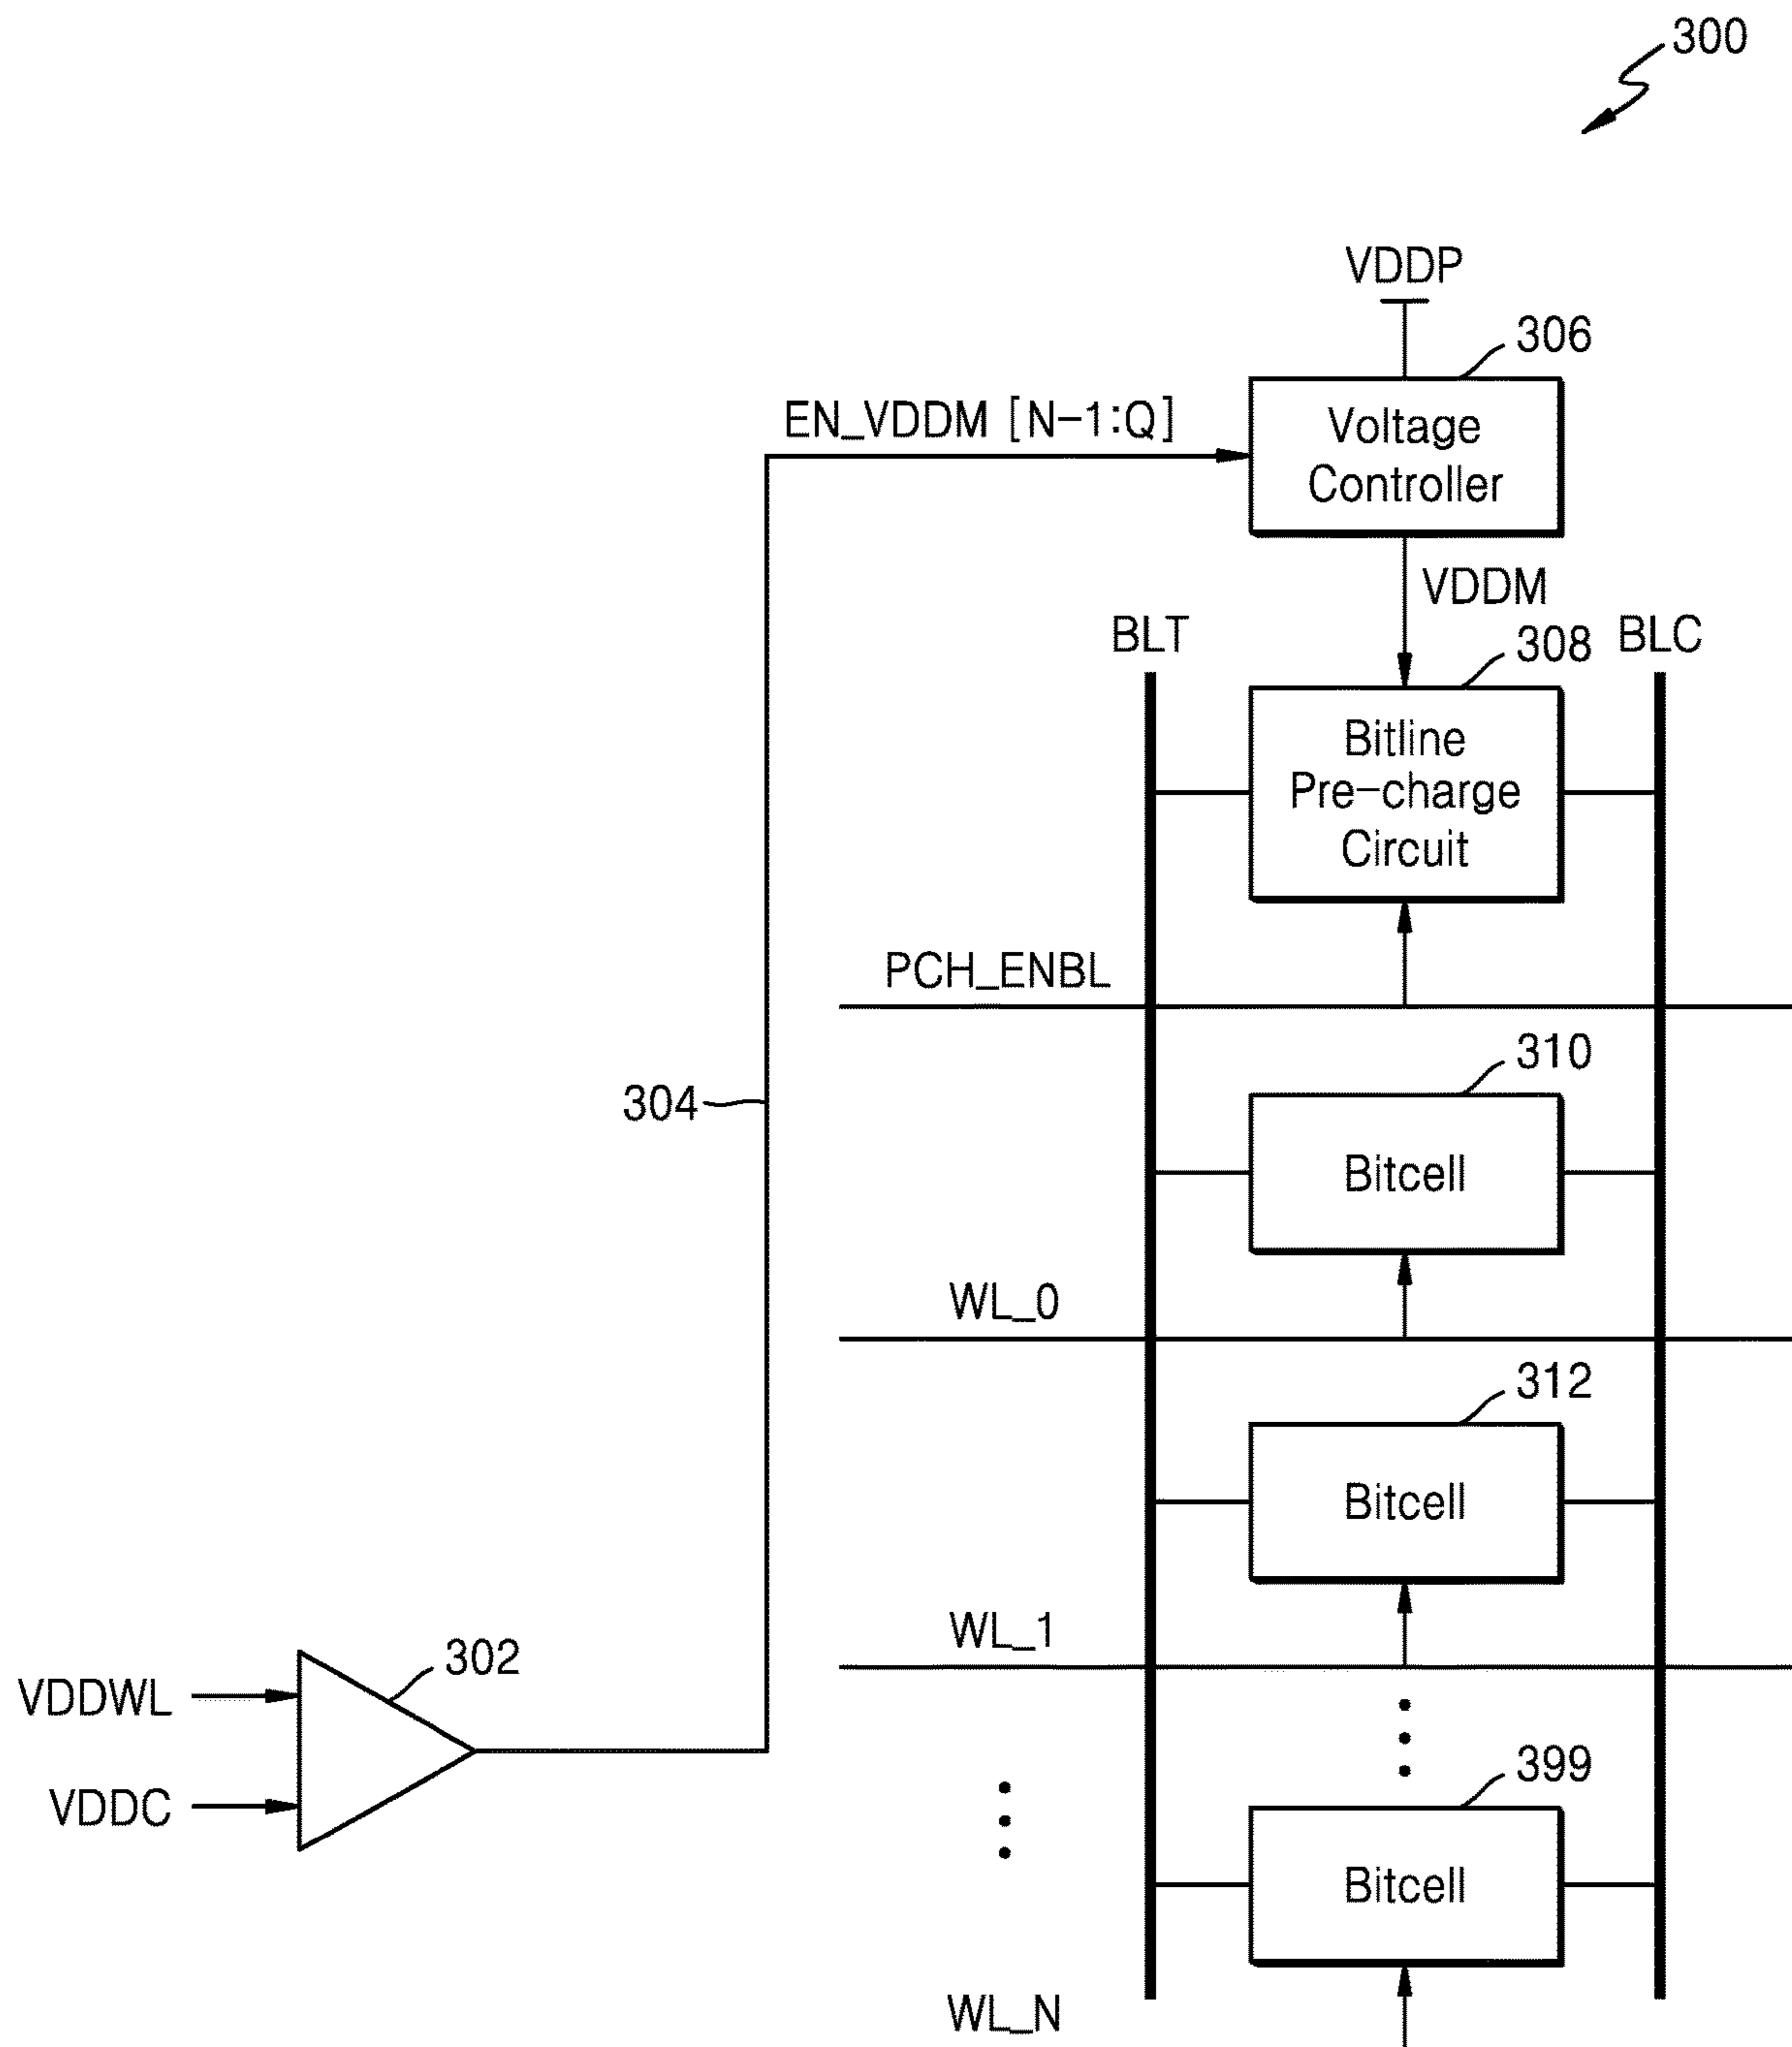 300
VDDP
306
EN_VDDM [N-1:Q]
Voltage
Controller
VDDM
BLT
308
BLC
Bitline
Pre-charge
Circuit
PCH_ENBL
310
304
Bitcell
WL_0
312
Bitcell
WL_1
302
VDDWL
399
VDDC
Bitcell
WL_N